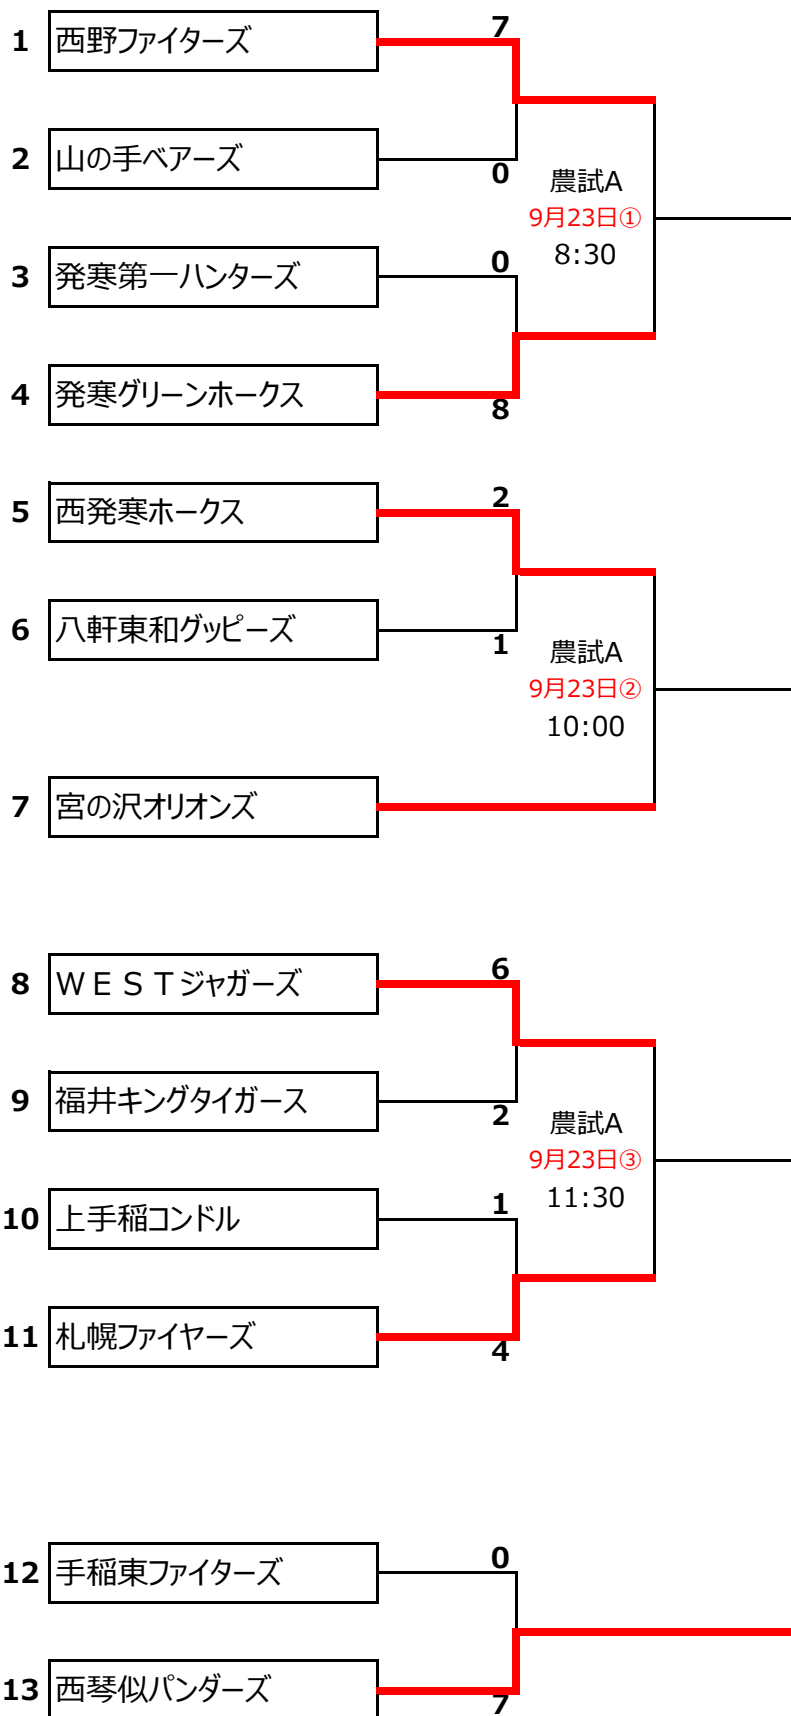 7
1 西野ファイターズ
2 山の手ベアーズ
0
農試A
9月23日①
8:30
0
3 発寒第一ハンターズ
4 発寒グリーンホークス
8
2
5 西発寒ホークス
6 八軒東和グッピーズ
1
農試A
9月23日②
10:00
7 宮の沢オリオンズ
6
8 ＷＥＳＴジャガーズ
9 福井キングタイガース
2
農試A
9月23日③
11:30
1
10 上手稲コンドル
11 札幌ファイヤーズ
4
0
12 手稲東ファイターズ
13 西琴似パンダーズ
7